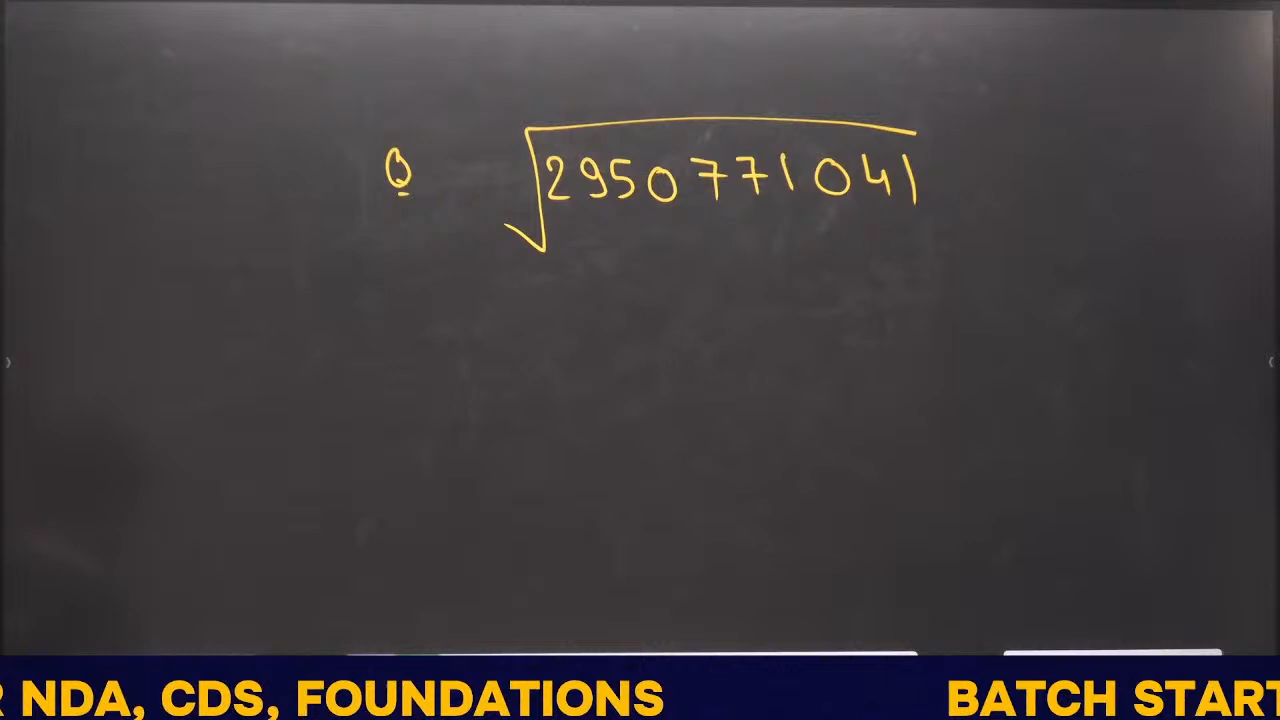 Q √2950771041
R NDA, CDS, FOUNDATIONS BATCH START